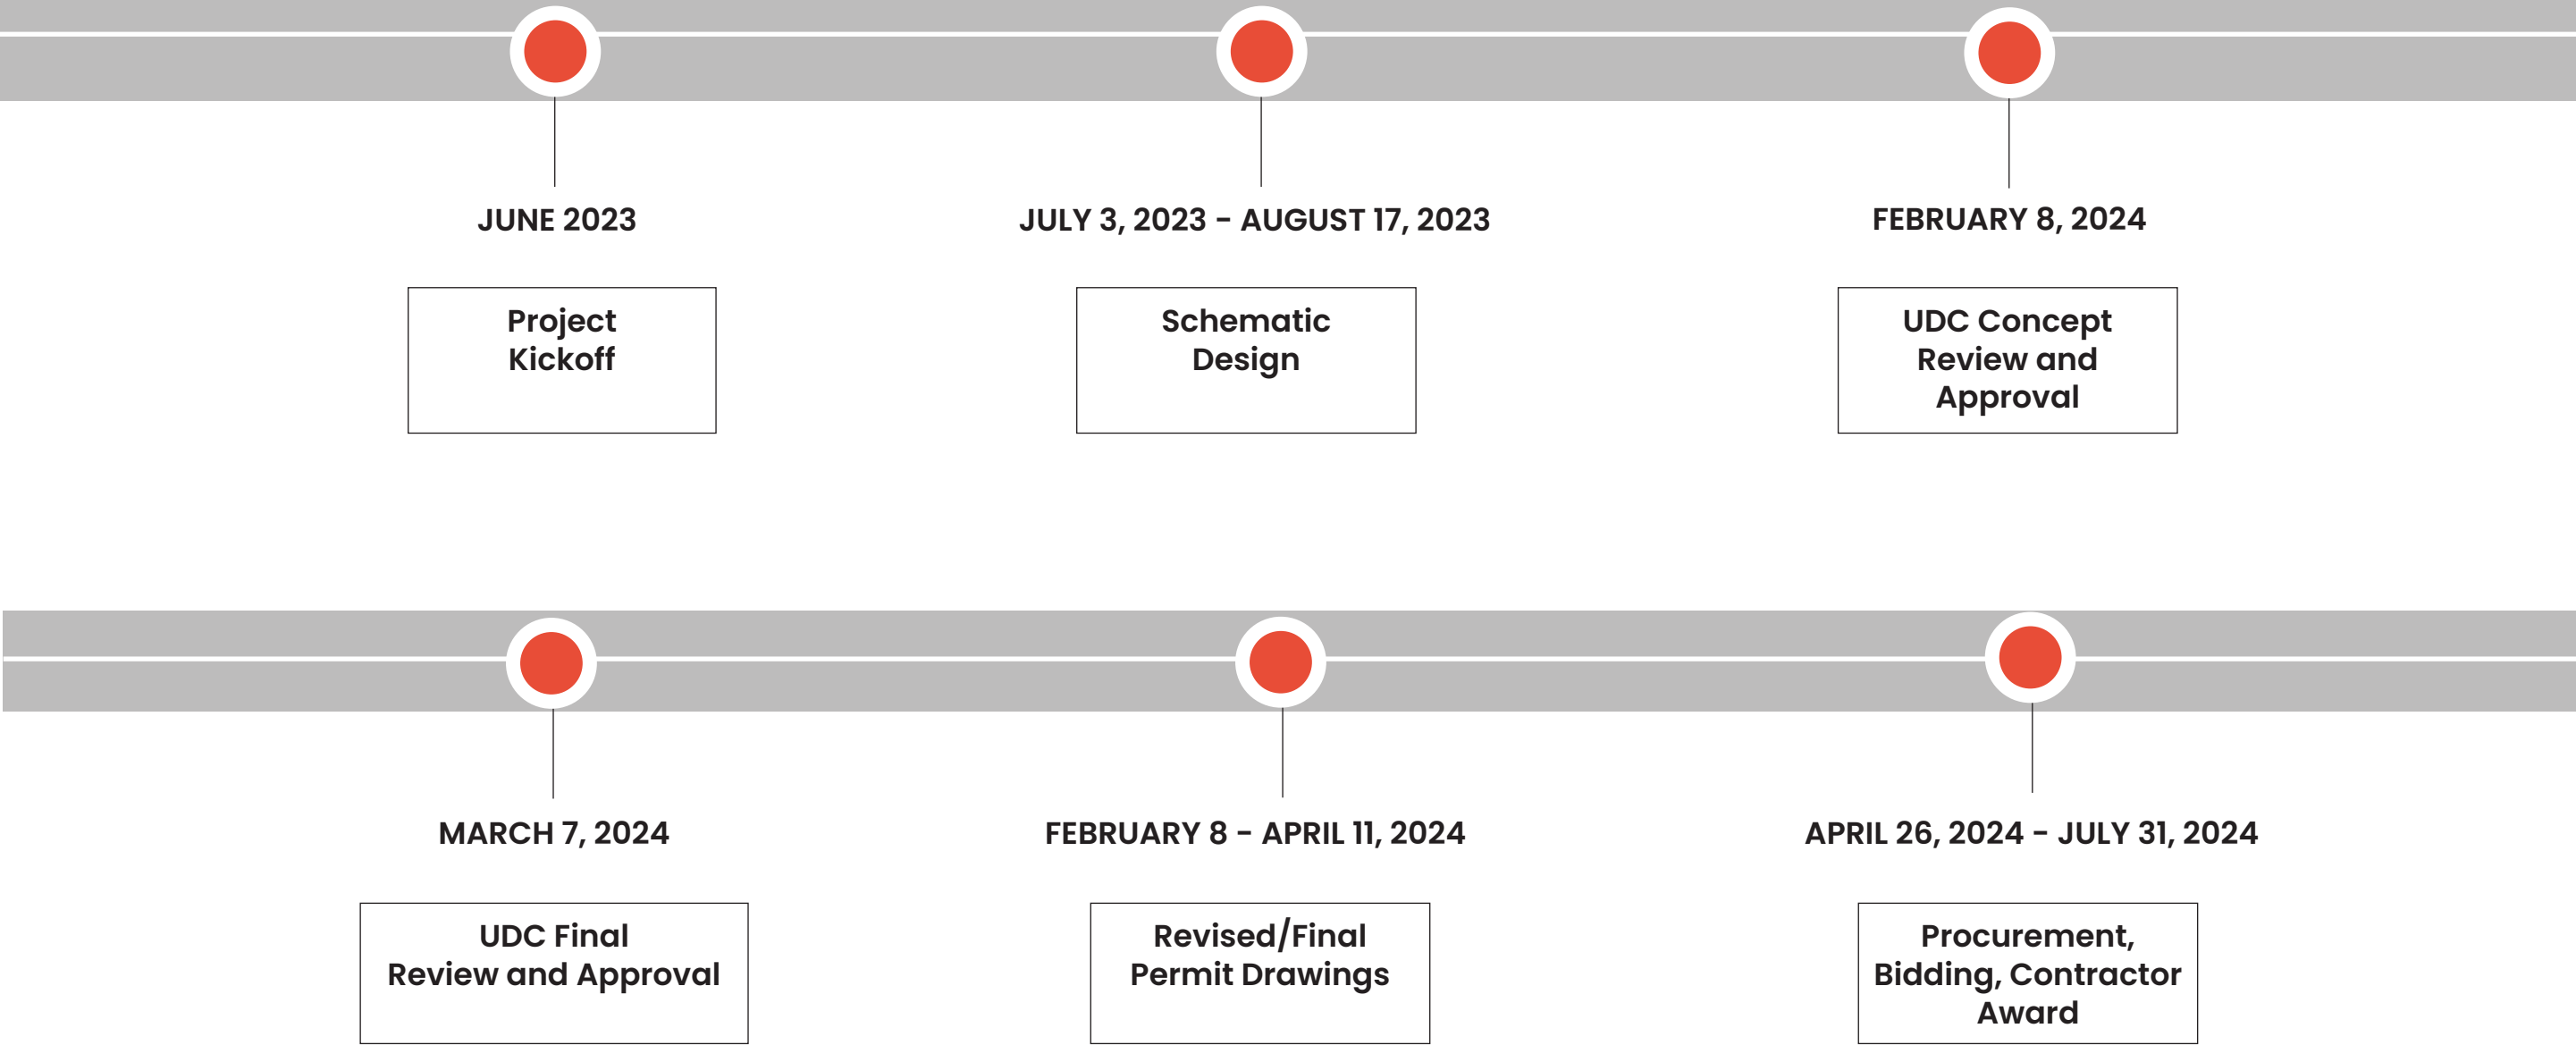 JUNE 2023
Project
Kickoff
JULY 3, 2023 - AUGUST 17, 2023
Schematic
Design
FEBRUARY 8, 2024
UDC Concept
Review and
Approval
MARCH 7, 2024
UDC Final
Review and Approval
FEBRUARY 8 - APRIL 11, 2024
Revised/Final
Permit Drawings
APRIL 26, 2024 - JULY 31, 2024
Procurement,
Bidding, Contractor
Award